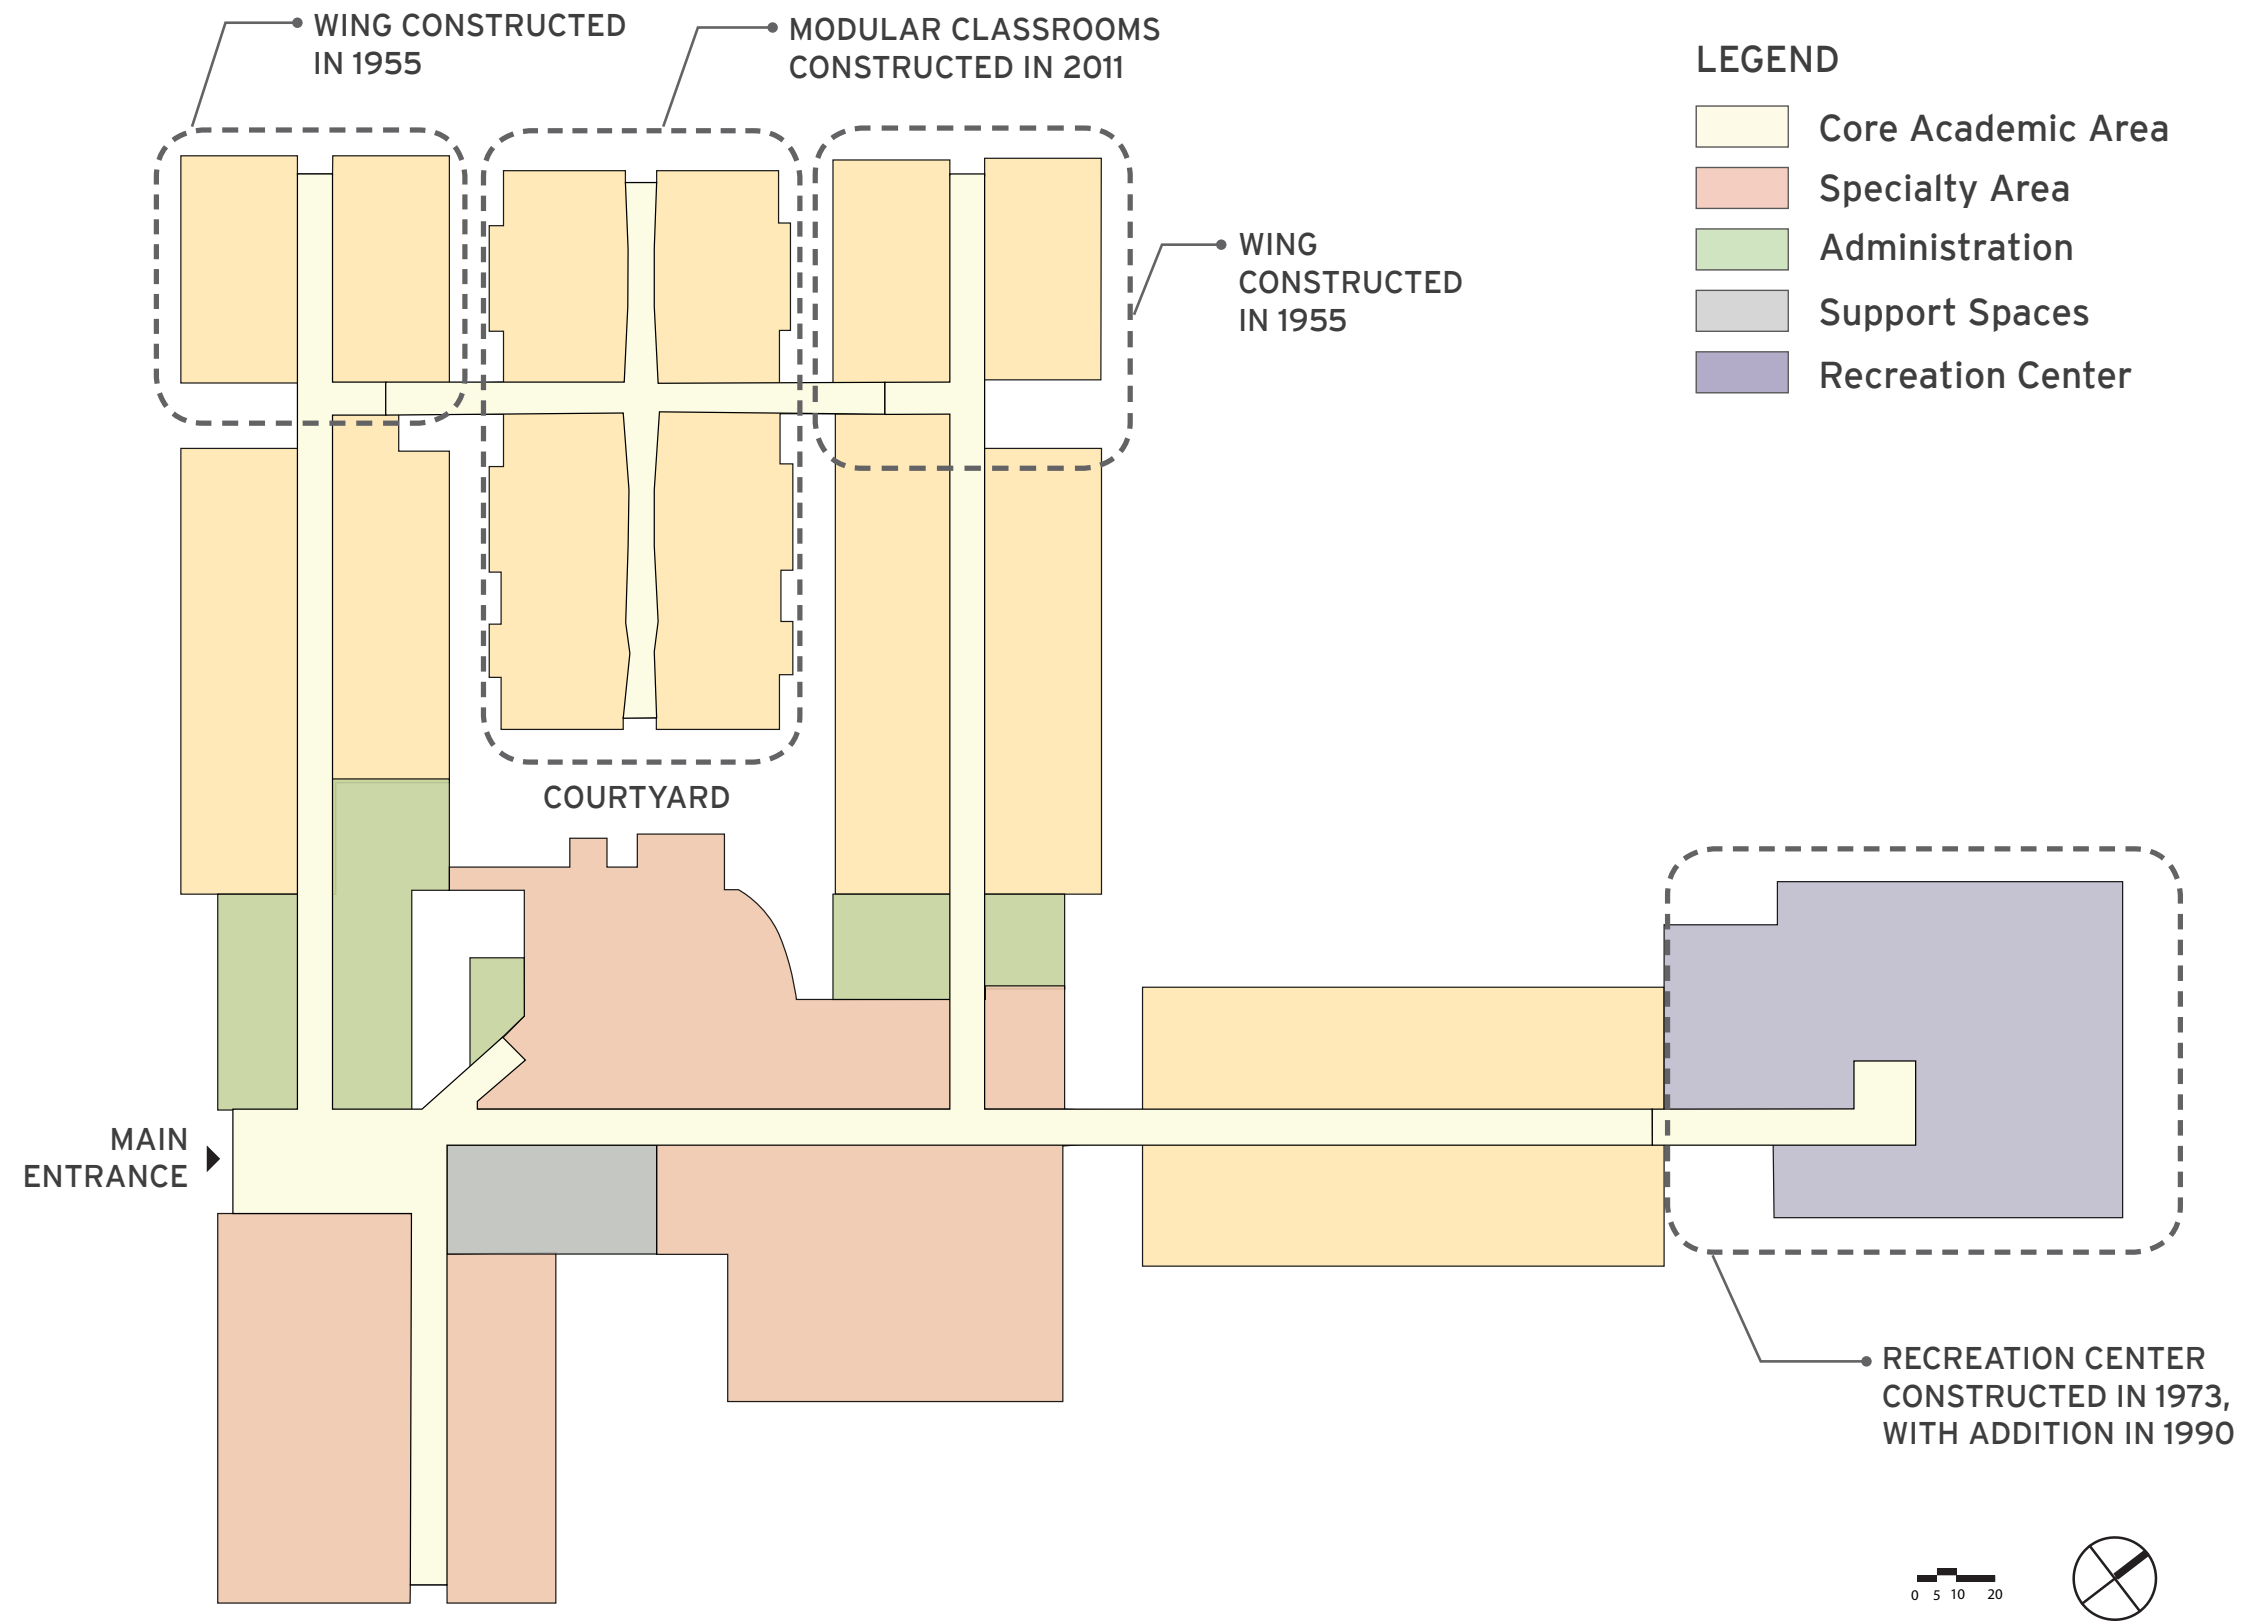 WING CONSTRUCTED
IN 1955
MODULAR CLASSROOMS
CONSTRUCTED IN 2011
LEGEND
Core Academic Area
Specialty Area
Administration
Support Spaces
Recreation Center
WING
CONSTRUCTED
IN 1955
COURTYARD
MAIN
ENTRANCE
RECREATION CENTER
CONSTRUCTED IN 1973,
WITH ADDITION IN 1990
0 5 10 20